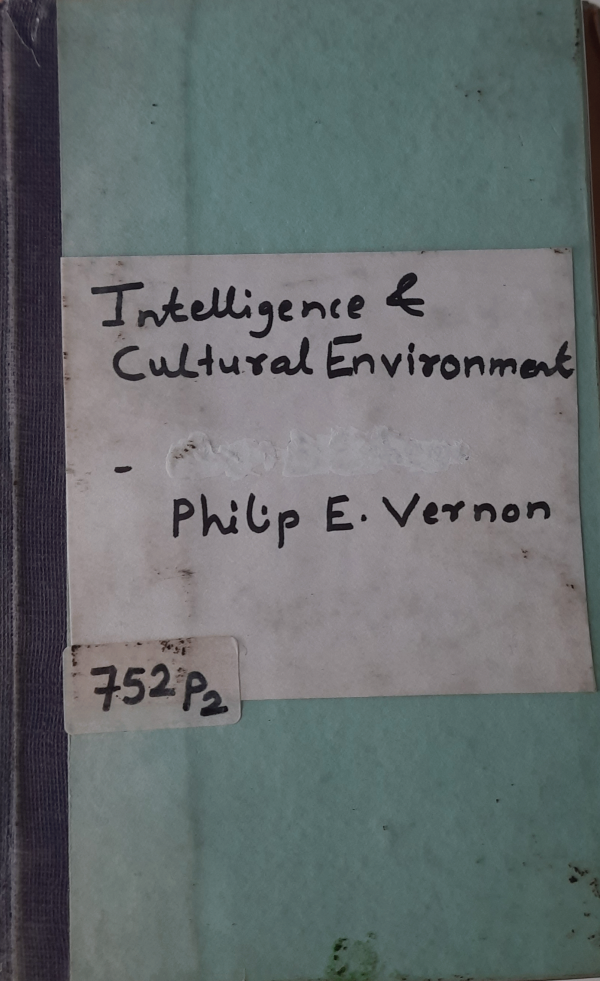 Intelligence &
Cultural Environment
-
Philip E. Vernon
752 P2